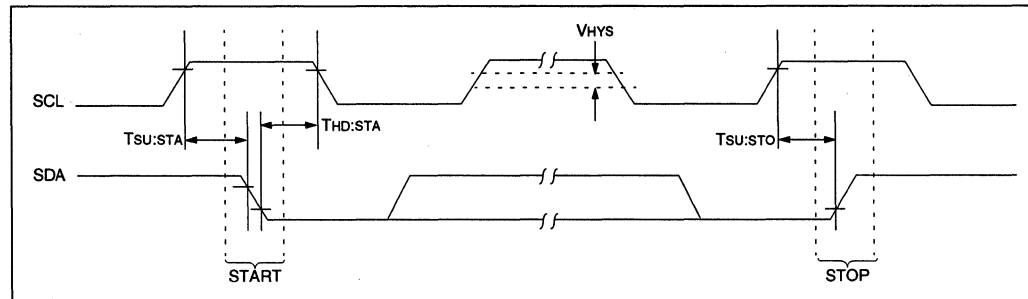 VHYS
SCL
TSU:STA
THD:STA
TSU:STO
SDA
START
STOP